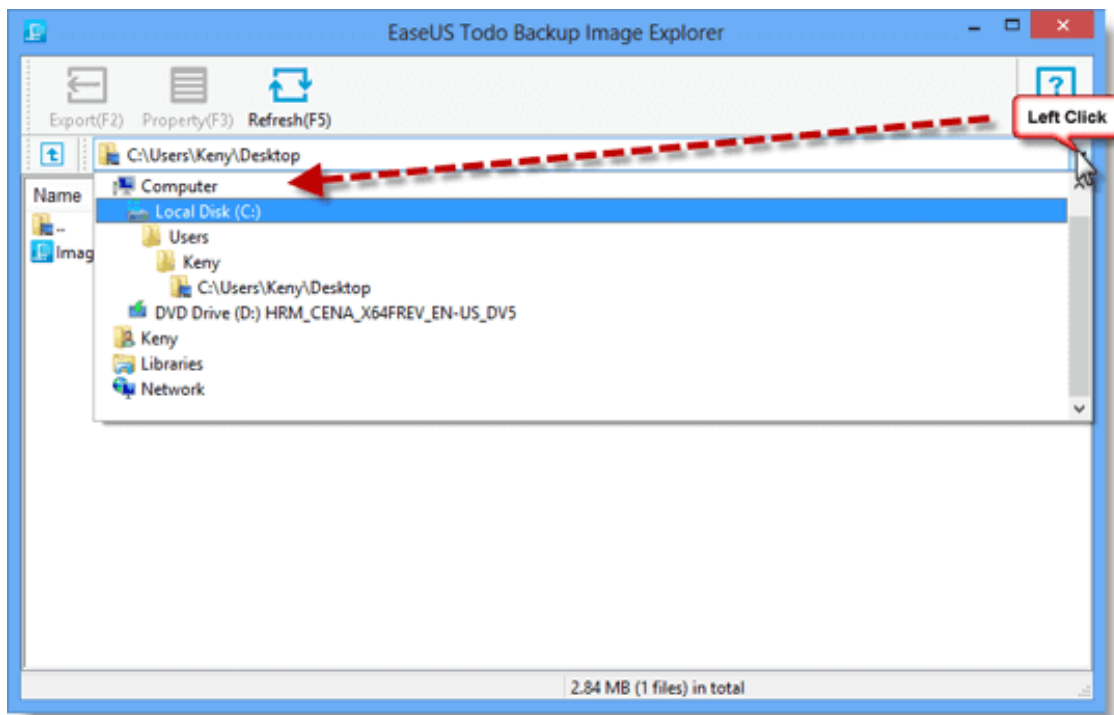 EaseUS Todo Backup Image Explorer
Export(F2) Property(F3) Refresh(F5)
?
Left Click
C:\Users\Keny\Desktop
Name
Computer
Local Disk (C:)
..
Users
Imag
Keny
C:\Users\Keny\Desktop
DVD Drive (D:) HRM_CENA_X64FREV_EN-US_DV5
Keny
Libraries
Network
2.84 MB (1 files) in total